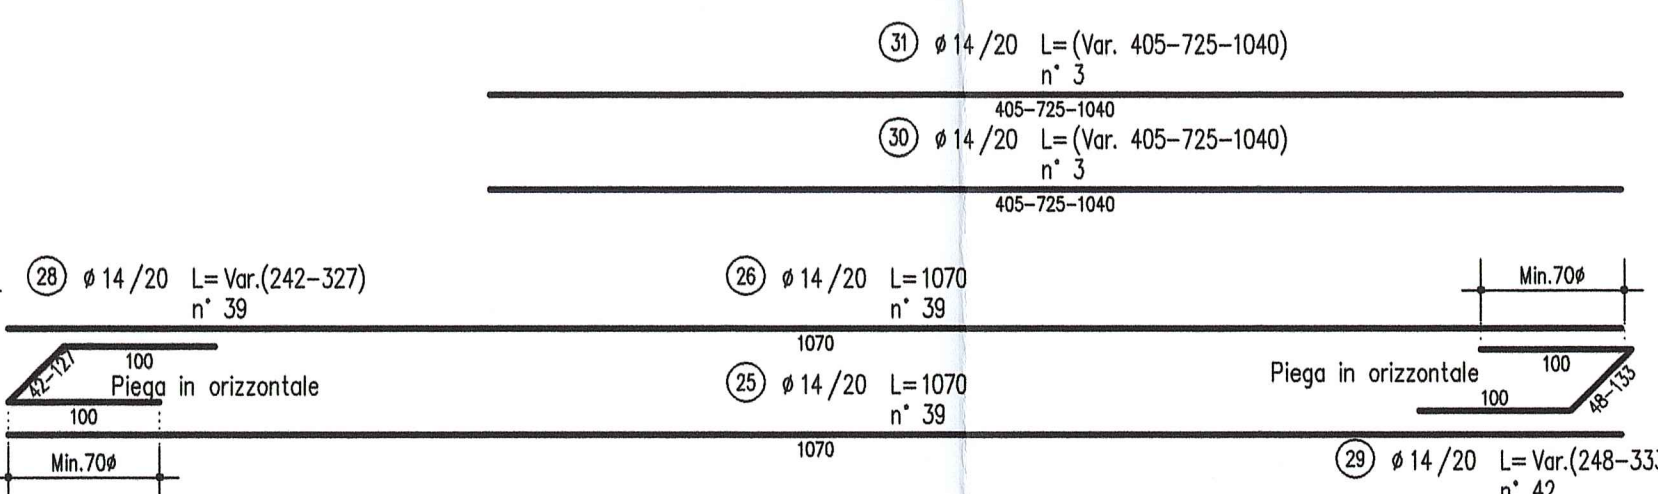 31 ø 14/20 L=(Var. 405-725-1040)
n° 3
405-725-1040
30 ø 14/20 L=(Var. 405-725-1040)
n° 3
405-725-1040
28 ø 14/20 L=Var.(242-327)
n° 39
26 ø 14/20 L=1070
n° 39
Min.70ø
1070
100
42-127
Piega in orizzontale
100
25 ø 14/20 L=1070
n° 39
Piega in orizzontale
100
100
48-133
1070
Min.70ø
29 ø 14/20 L=Var.(248-333
n° 42